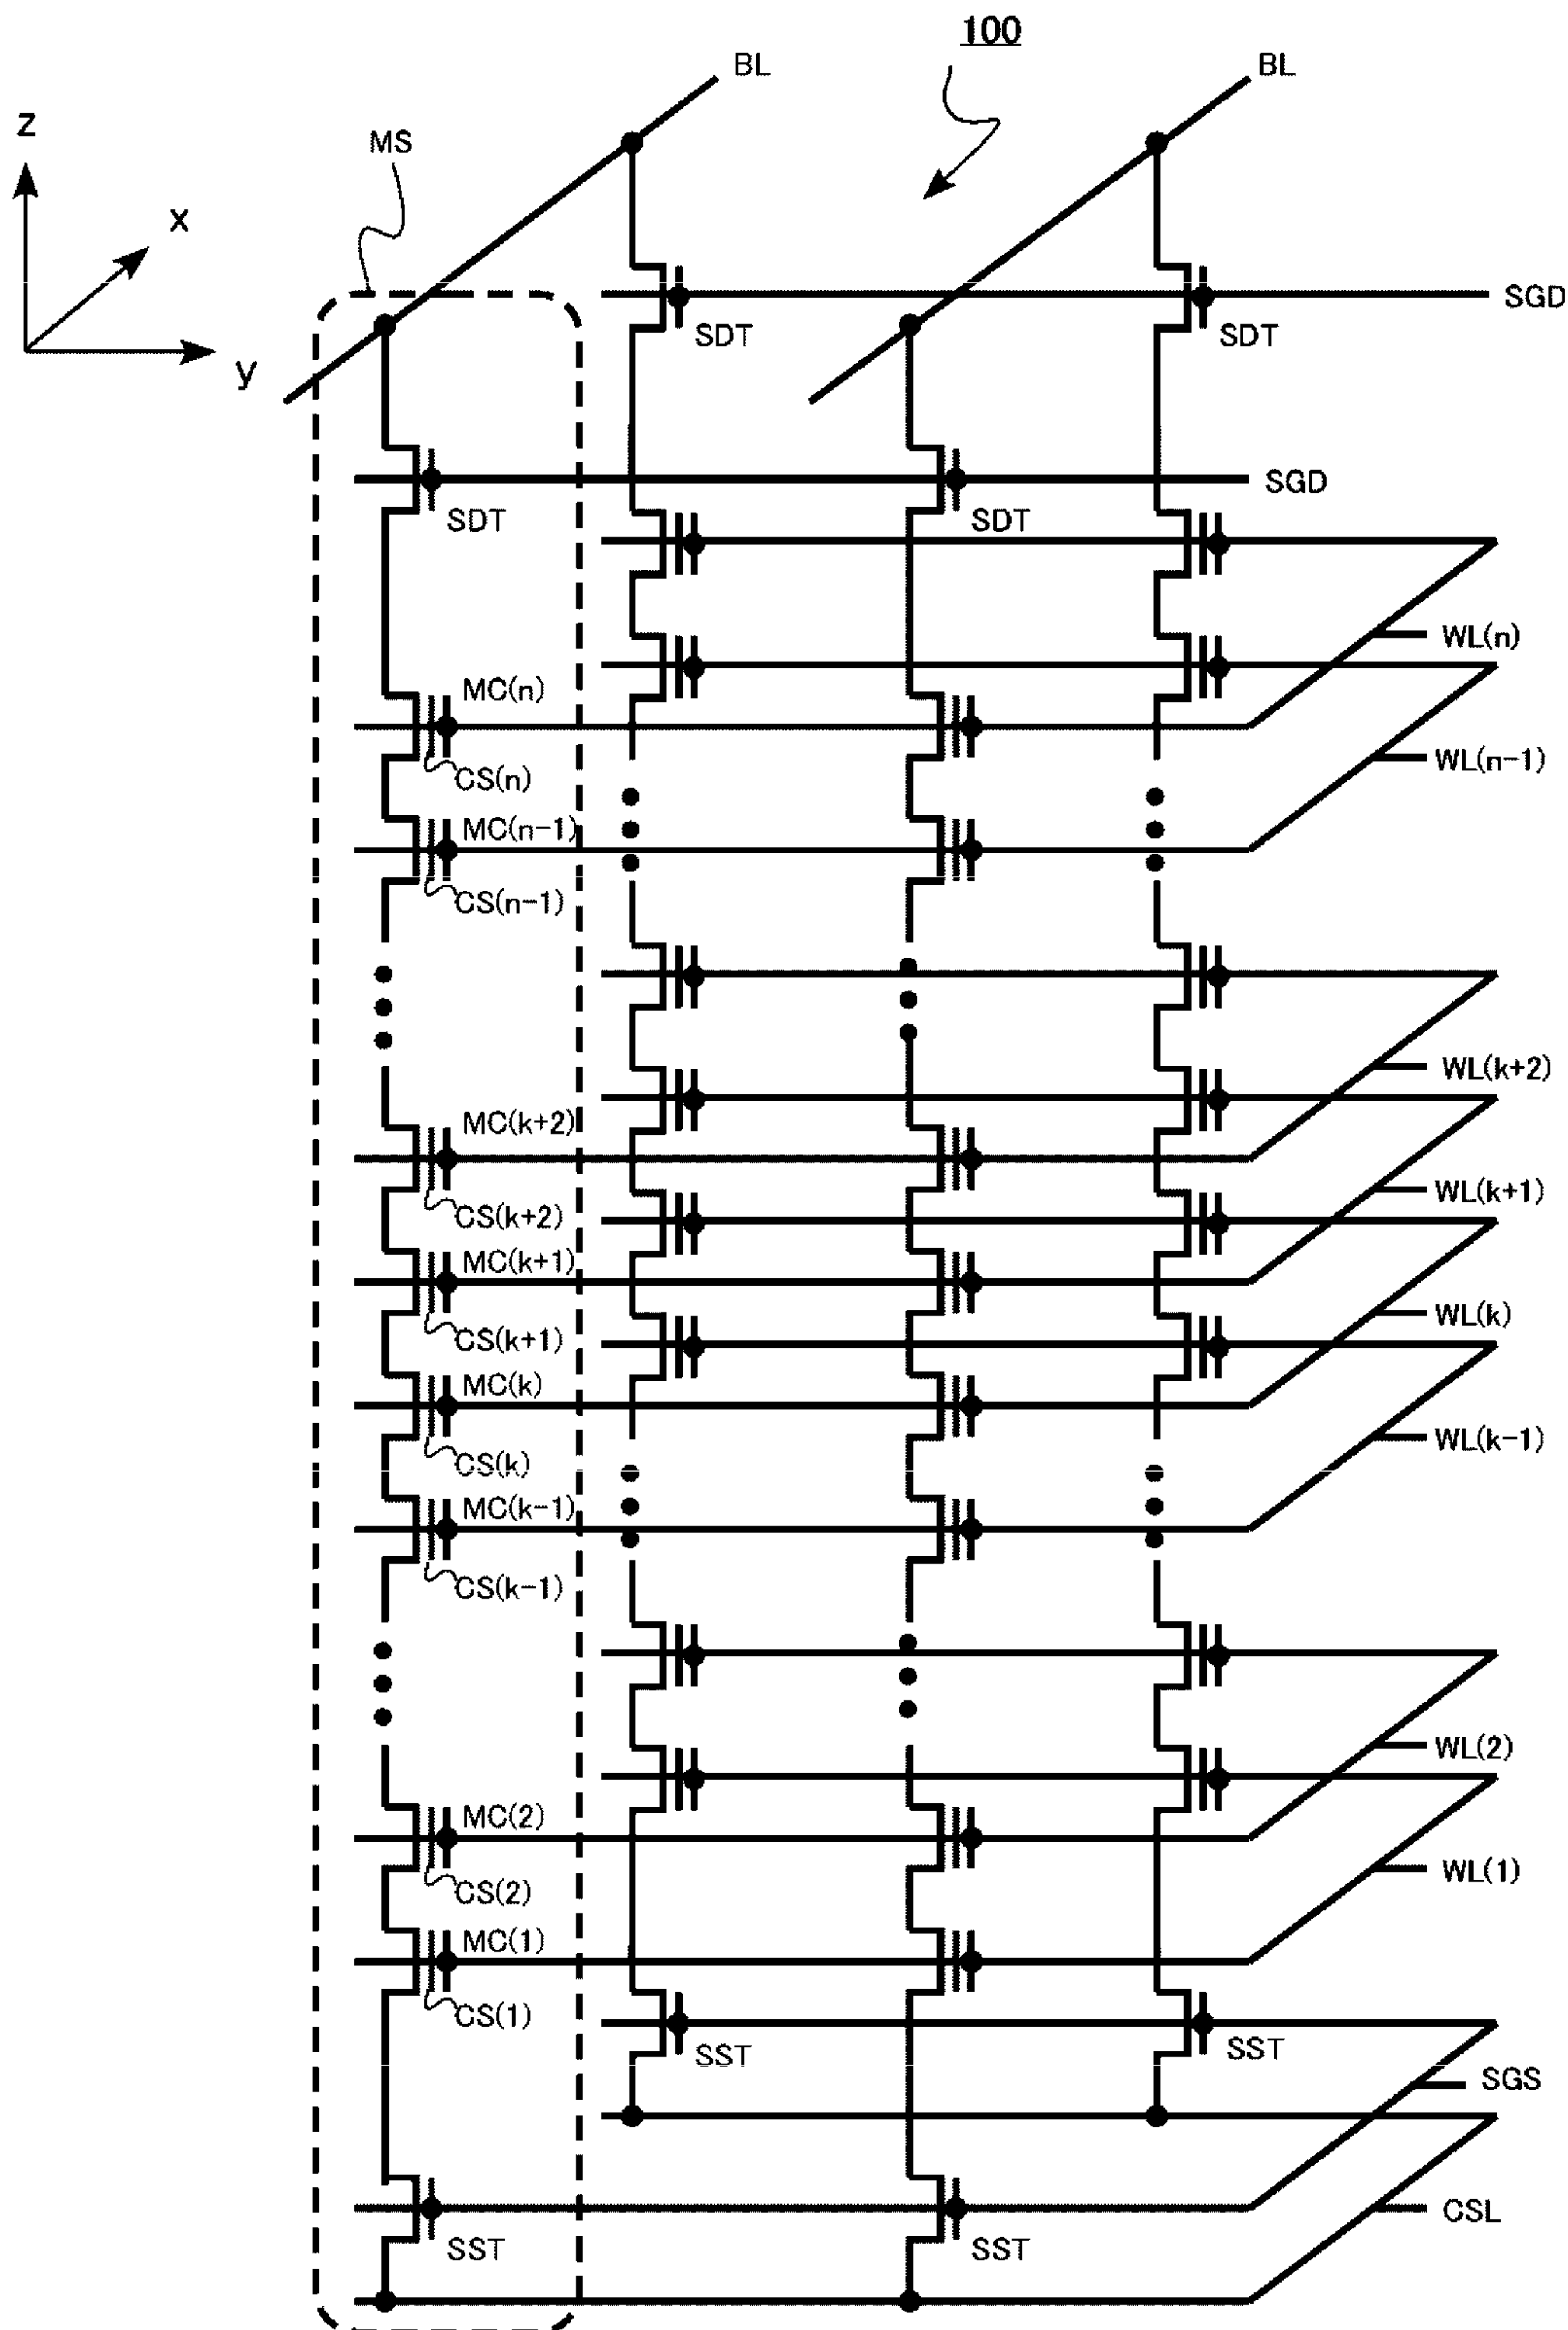 100
BL
BL
z
MS
x
SGD
SDT
SDT
y
SGD
SDT
SDT
WL(n)
MC(n)
WL(n-1)
CS(n)
MC(n-1)
CS(n-1)
WL(k+2)
MC(k+2)
WL(k+1)
CS(k+2)
MC(k+1)
WL(k)
CS(k+1)
MC(k)
WL(k-1)
CS(k)
MC(k-1)
CS(k-1)
WL(2)
MC(2)
WL(1)
CS(2)
MC(1)
CS(1)
SST
SST
SGS
CSL
SST
SST